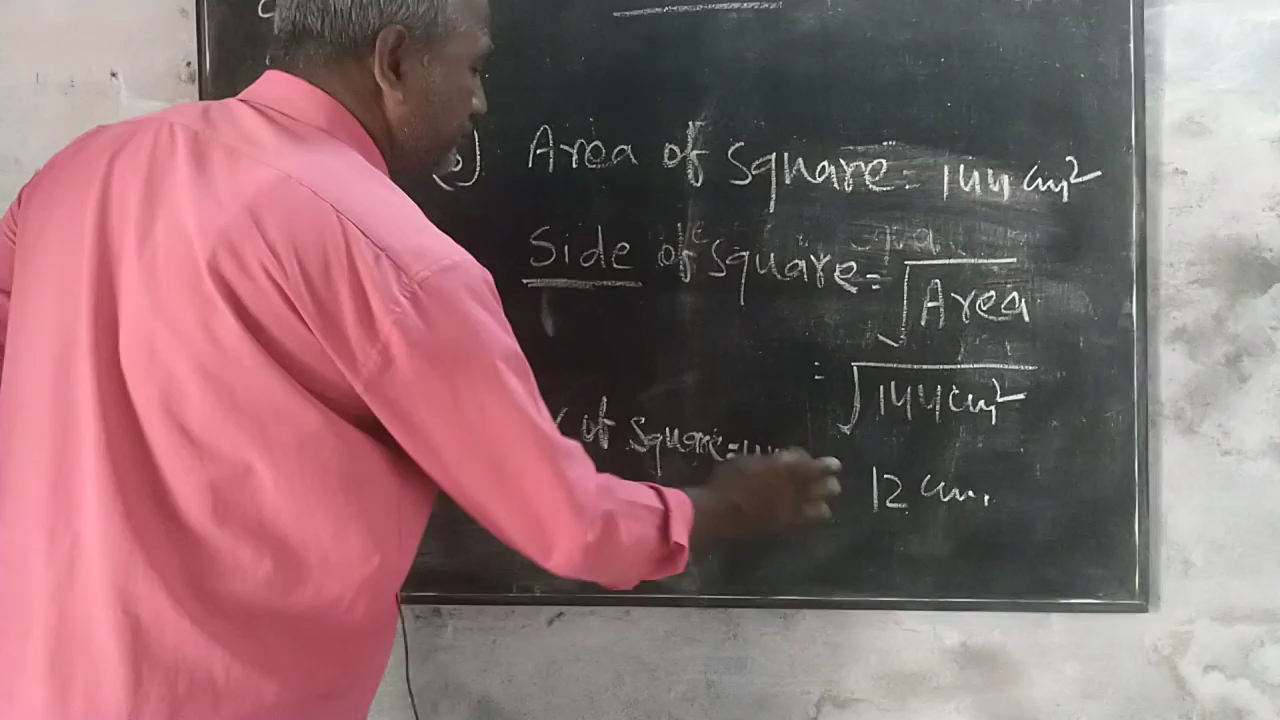 Area of square = 144 cm²
Side of square = √Area
= √144 cm²
of square =
12 cm.